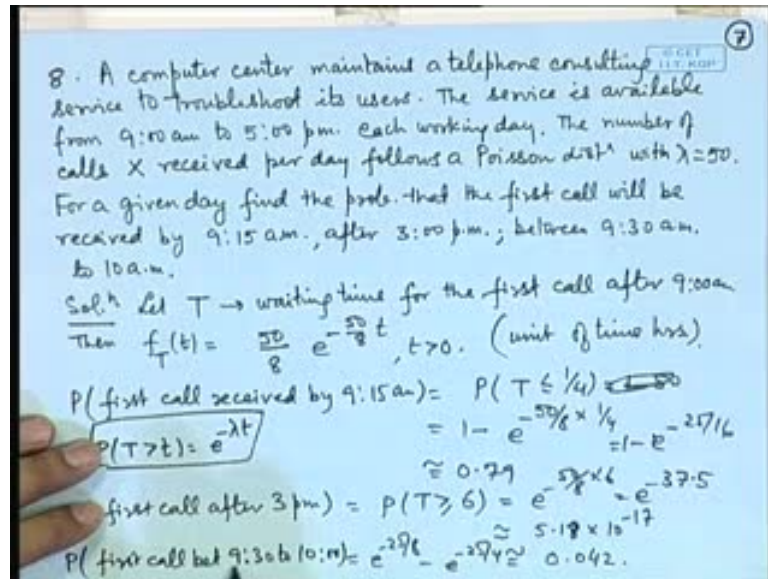 7
© CET
I.I.T. KGP
8. A computer center maintains a telephone consulting
service to troubleshoot its users. The service is available
from 9:00 am to 5:00 pm. each working day. The number of
calls X received per day follows a Poisson distⁿ with λ=50.
For a given day find the prob. that the first call will be
received by 9:15 a.m., after 3:00 p.m.; between 9:30 a.m.
to 10 a.m.
Solⁿ Let T → waiting time for the first call after 9:00am
Then f_T(t) = 50/8 e^{-50/8 t}, t>0. (unit of time hrs)
P(first call received by 9:15 am) = P(T ≤ 1/4)
P(T>t) = e^{-λt}
= 1 - e^{-50/8 × 1/4} = 1 - e^{-25/16}
≅ 0.79
first call after 3 pm) = P(T ≥ 6) = e^{-50/8 × 6} = e^{-37.5}
≅ 5.18 × 10^{-17}
P(first call bet 9:30 to 10:00) = e^{-25/8} - e^{-25/4} ≅ 0.042.